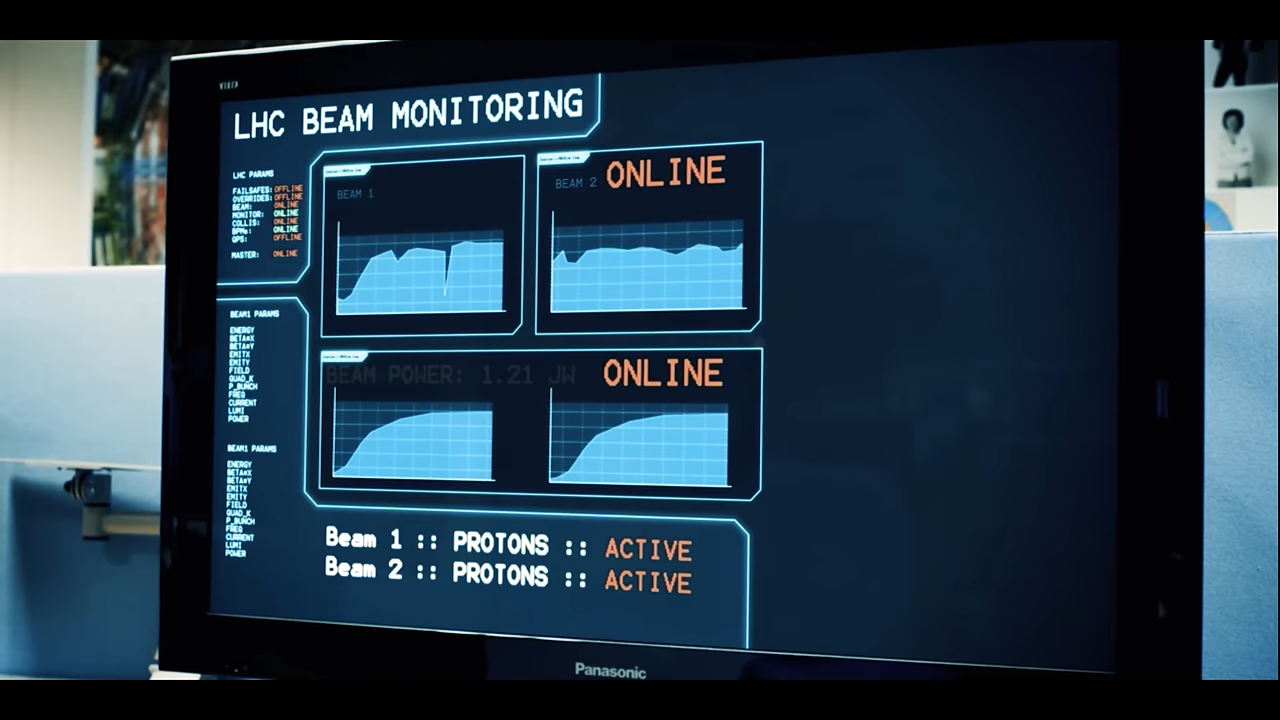 LHC BEAM MONITORING
LHC PARAMS
FAILSAFES: OFFLINE
OVERRIDES: OFFLINE
BEAM: ONLINE
MONITOR: ONLINE
COLLIS: ONLINE
BPMs: ONLINE
GPS: OFFLINE
MASTER: ONLINE
BEAM 1
BEAM 2 ONLINE
BEAM1 PARAMS
ENERGY
BETA*X
BETA*Y
EMITX
EMITY
FIELD
QUAD_K
P_BUNCH
FREQ
CURRENT
LUMI
POWER
BEAM POWER: 1.21 JW ONLINE
BEAM1 PARAMS
ENERGY
BETA*X
BETA*Y
EMITX
EMITY
FIELD
QUAD_K
P_BUNCH
FREQ
CURRENT
LUMI
POWER
Beam 1 :: PROTONS :: ACTIVE
Beam 2 :: PROTONS :: ACTIVE
Panasonic